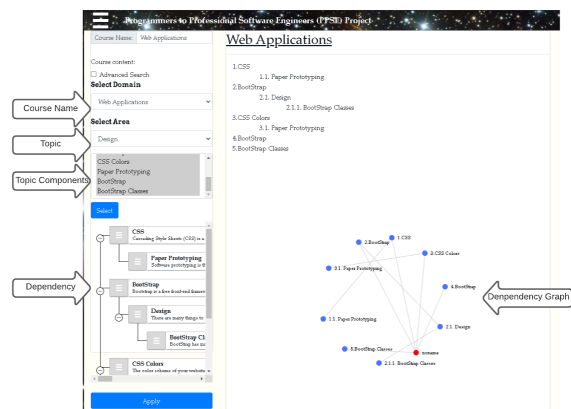 Programmers to Professional Software Engineers (PPSE) Project
Course Name: Web Applications
Course content:
Advanced Search
Select Domain
Web Applications
Select Area
Design
CSS Colors
Paper Prototyping
BootStrap
BootStrap Classes
Select
CSS
Cascading Style Sheets (CSS) is a
Paper Prototyping
Software prototyping is th
BootStrap
Bootstrap is a free front-end framew
Design
There are many things to
BootStrap Cl
BootStrap has mo
CSS Colors
The color scheme of your website
Apply
Course Name
Topic
Topic Components
Dependency
Web Applications
1.CSS
1.1. Paper Prototyping
2.BootStrap
2.1. Design
2.1.1. BootStrap Classes
3.CSS Colors
3.1. Paper Prototyping
4.BootStrap
5.BootStrap Classes
1.CSS
2.BootStrap
3.CSS Colors
3.1. Paper Prototyping
4.BootStrap
1.1. Paper Prototyping
2.1. Design
5.BootStrap Classes
noname
2.1.1. BootStrap Classes
Denpendency Graph